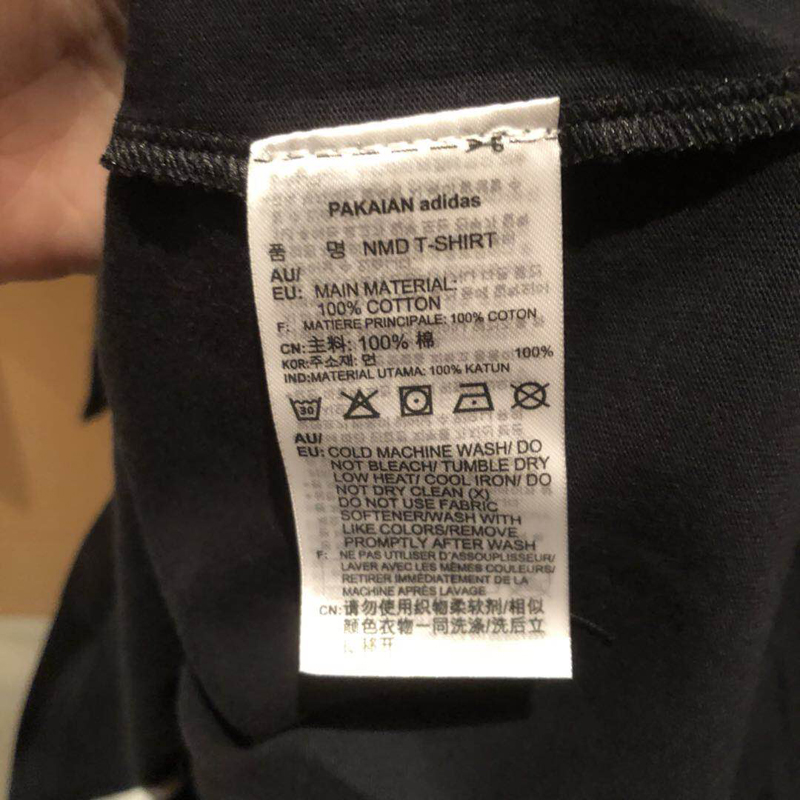 PAKAIAN adidas
품 명 NMD T-SHIRT
AU/
EU: MAIN MATERIAL:
100% COTTON
F: MATIERE PRINCIPALE: 100% COTON
CN:主料: 100% 棉
KOR:주소재: 면 100%
IND:MATERIAL UTAMA: 100% KATUN
30
AU/
EU: COLD MACHINE WASH/ DO
NOT BLEACH/ TUMBLE DRY
LOW HEAT/ COOL IRON/ DO
NOT DRY CLEAN (X)
DO NOT USE FABRIC
SOFTENER/WASH WITH
LIKE COLORS/REMOVE
PROMPTLY AFTER WASH
F: NE PAS UTILISER D'ASSOUPLISSEUR/
LAVER AVEC LES MÊMES COULEURS/
RETIRER IMMÉDIATEMENT DE LA
MACHINE APRÈS LAVAGE
CN:请勿使用织物柔软剂/相似
颜色衣物一同洗涤/洗后立